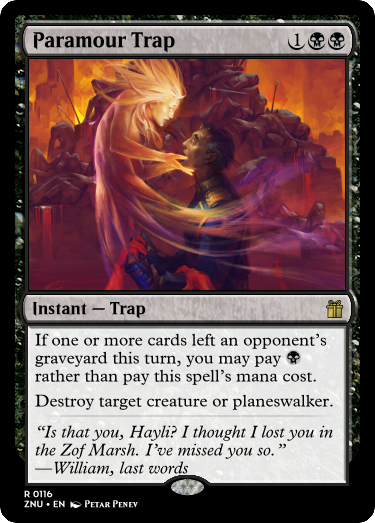 Paramour Trap 1
Instant — Trap
If one or more cards left an opponent's
graveyard this turn, you may pay
rather than pay this spell's mana cost.
Destroy target creature or planeswalker.
“Is that you, Hayli? I thought I lost you in
the Zof Marsh. I've missed you so.”
—William, last words
R 0116
ZNU • EN Petar Penev